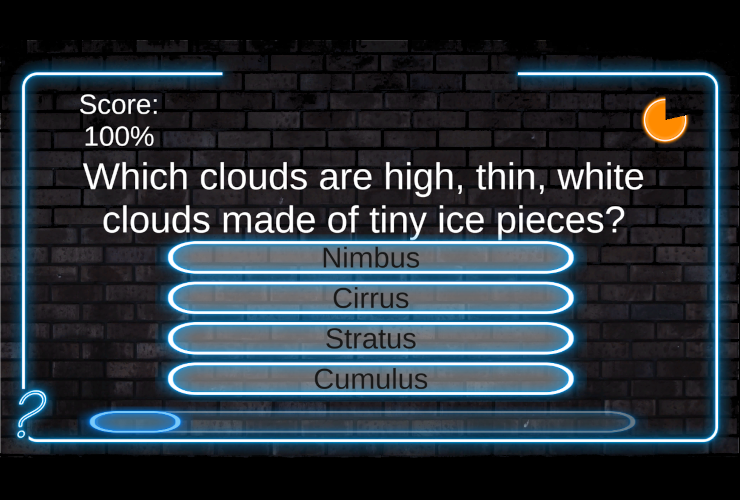 Score:
100%
Which clouds are high, thin, white
clouds made of tiny ice pieces?
Nimbus
Cirrus
Stratus
Cumulus
?